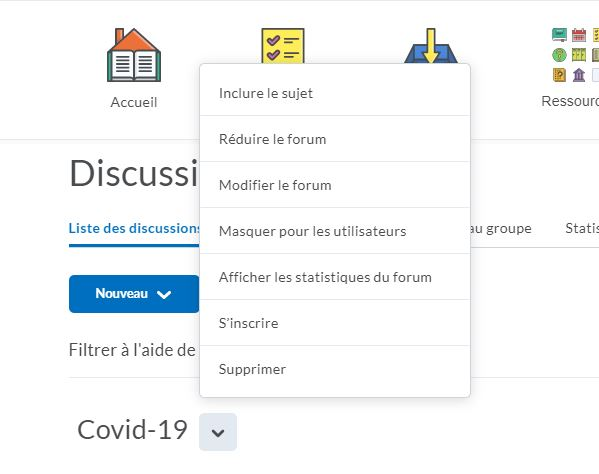 Accueil
Ressourc
Inclure le sujet
Réduire le forum
Modifier le forum
Masquer pour les utilisateurs
Afficher les statistiques du forum
S'inscrire
Supprimer
Discussi
Liste des discussions
au groupe
Statis
Nouveau
Filtrer à l'aide de
Covid-19